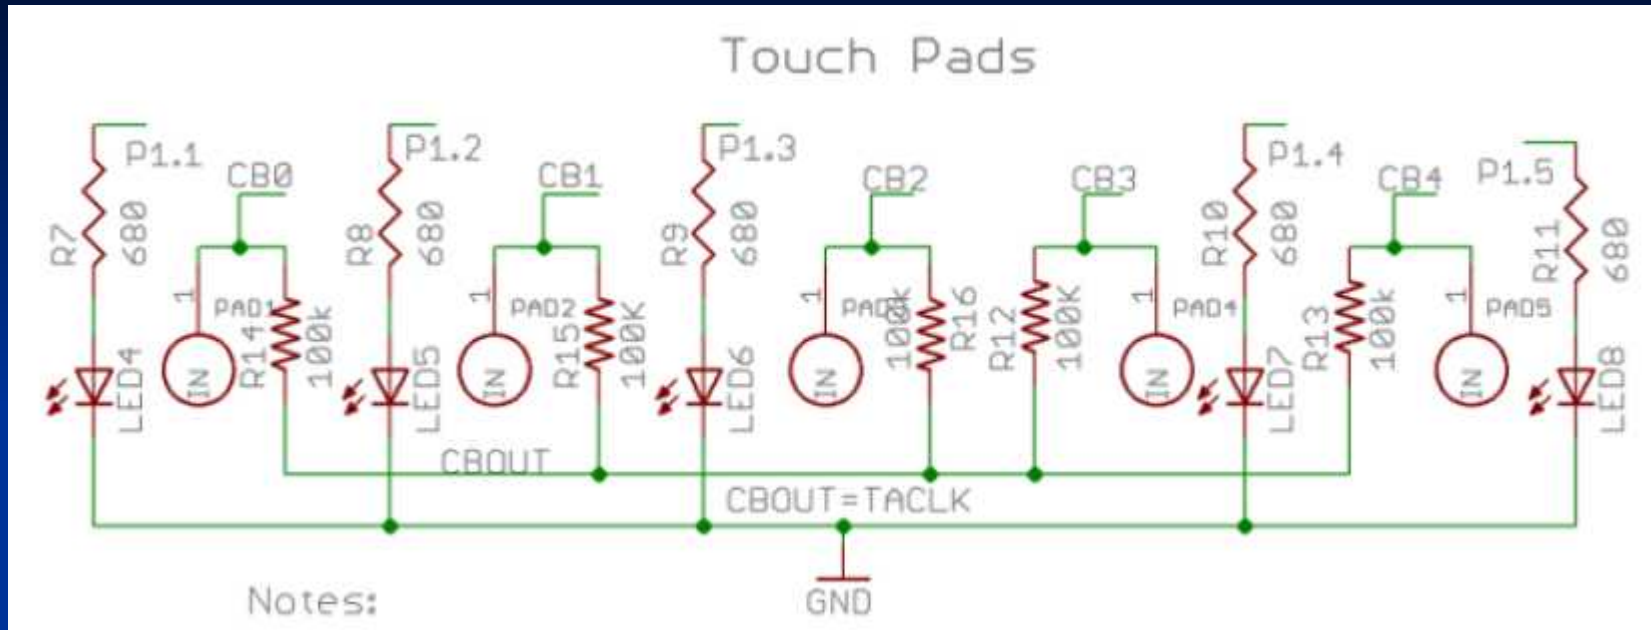 Touch Pads
P1.1
P1.2
P1.3
P1.4
P1.5
CB0
CB1
CB2
CB3
CB4
R7
680
R8
680
R9
680
R10
680
R11
680
1
PAD1
1
PAD2
1
1
PAD4
1
PAD5
R14
100k
R15
100K
100k
R16
R12
100K
R13
100k
LED4
IN
LED5
IN
LED6
IN
IN
LED7
IN
LED8
CBOUT
CBOUT=TACLK
GND
Notes: